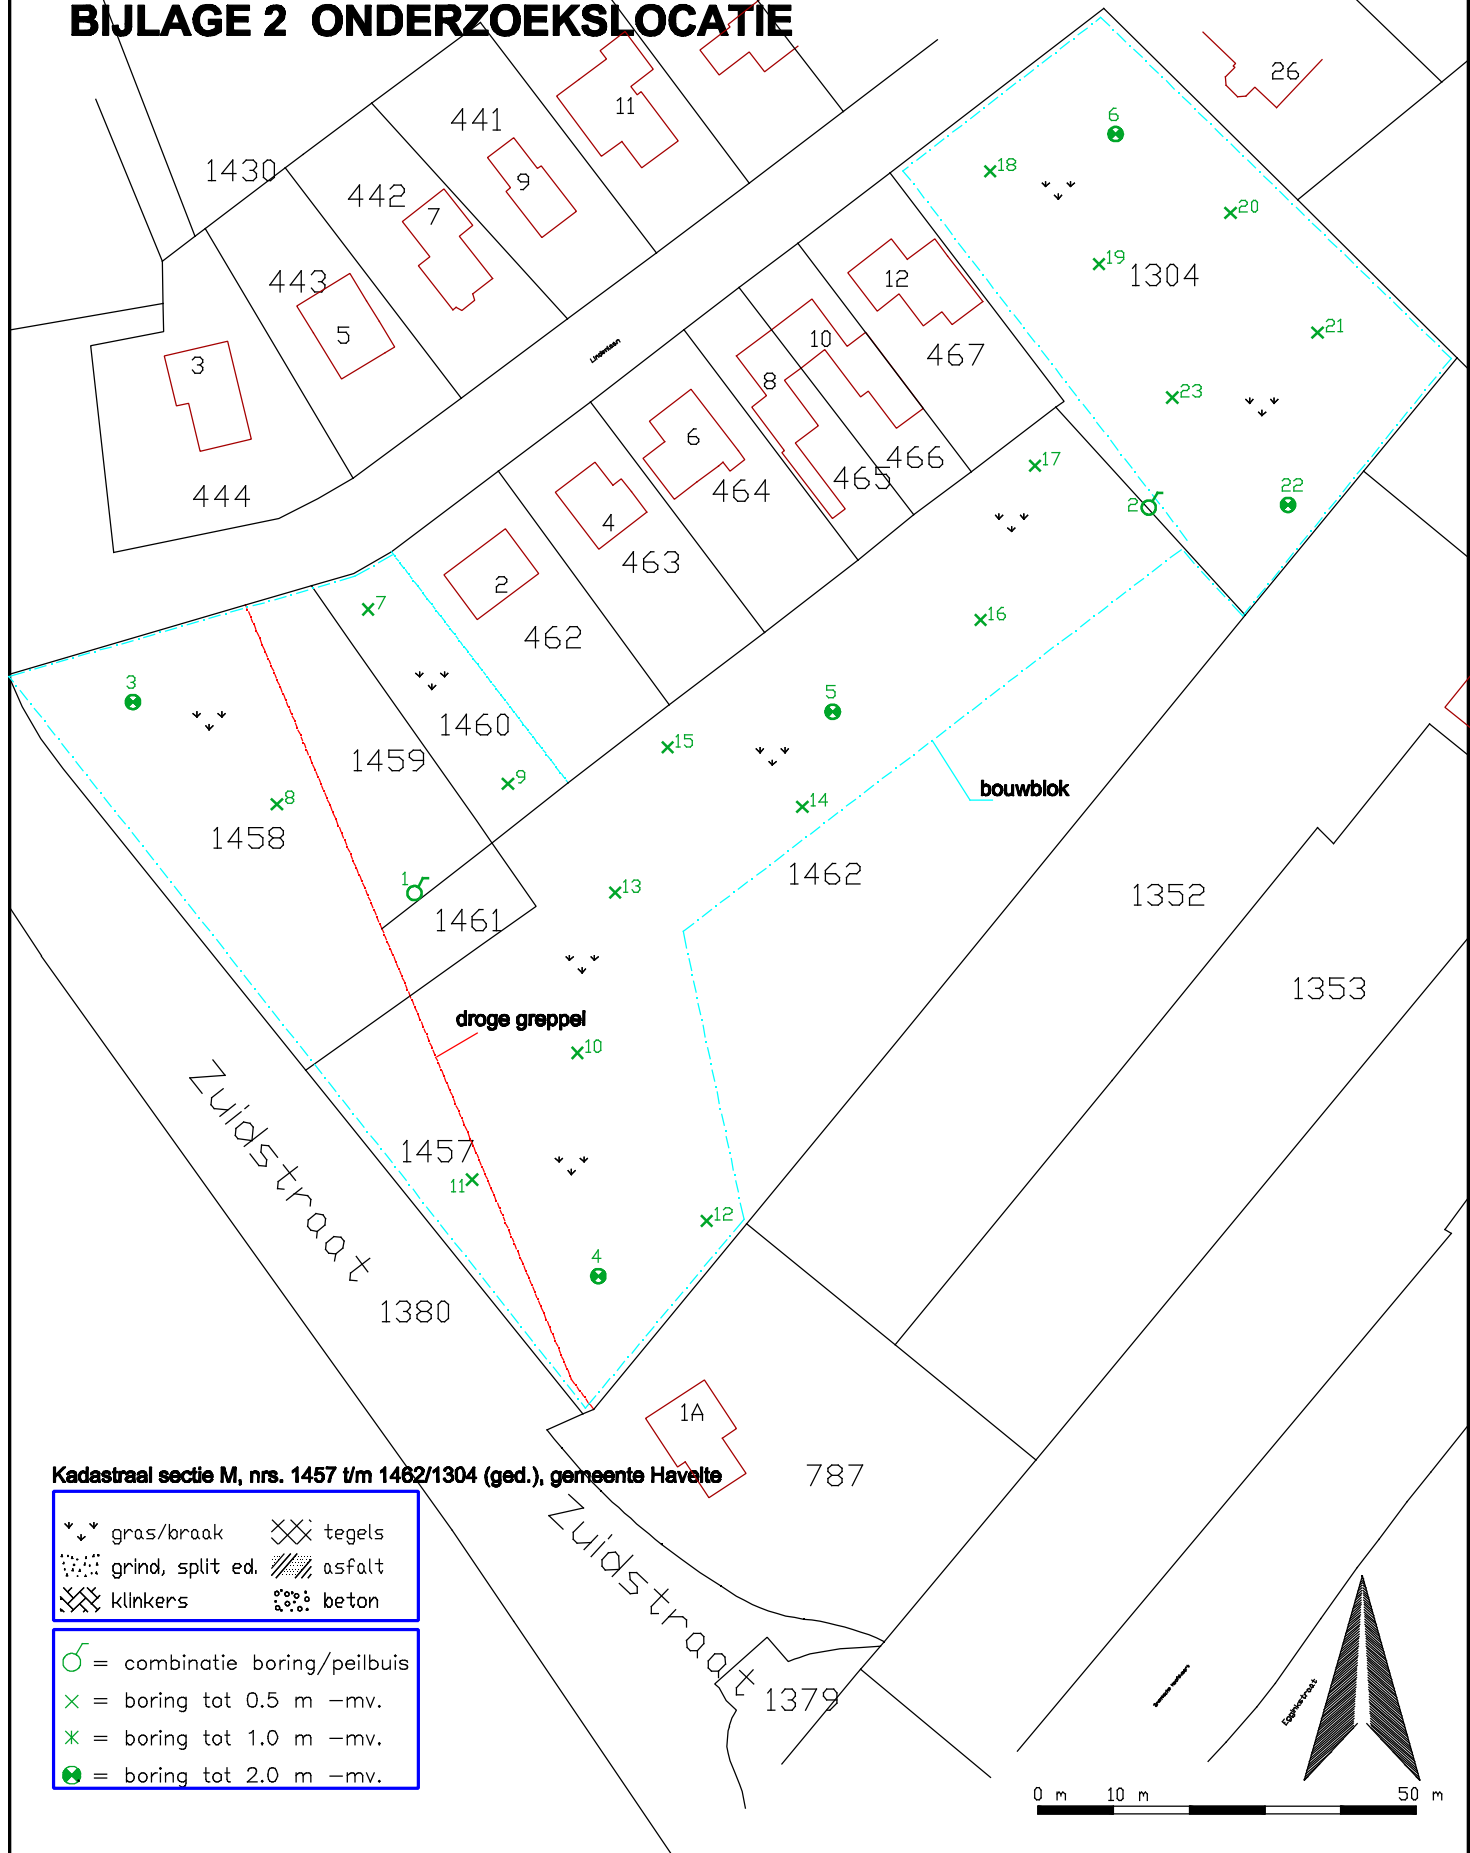 BIJLAGE 2 ONDERZOEKSLOCATIE
26
11
441
6
1430
18
9
442
7
20
19
1304
443
12
5
21
3
10
467
Lindenlaan
8
23
6
466
17
464
465
444
22
2
4
463
2
7
16
462
3
5
1460
15
1459
9
bouwblok
8
14
1458
1462
1
13
1352
1461
1353
droge greppel
10
Zuidstraat
1457
11
12
4
1380
1A
Kadastraal sectie M, nrs. 1457 t/m 1462/1304 (ged.), gemeente Havelte
787
gras/braak
tegels
grind, split ed.
asfalt
klinkers
beton
Zuidstraat
= combinatie boring/peilbuis
= boring tot 0.5 m -mv.
= boring tot 1.0 m -mv.
= boring tot 2.0 m -mv.
1379
Egginkstraat
0 m 10 m 50 m